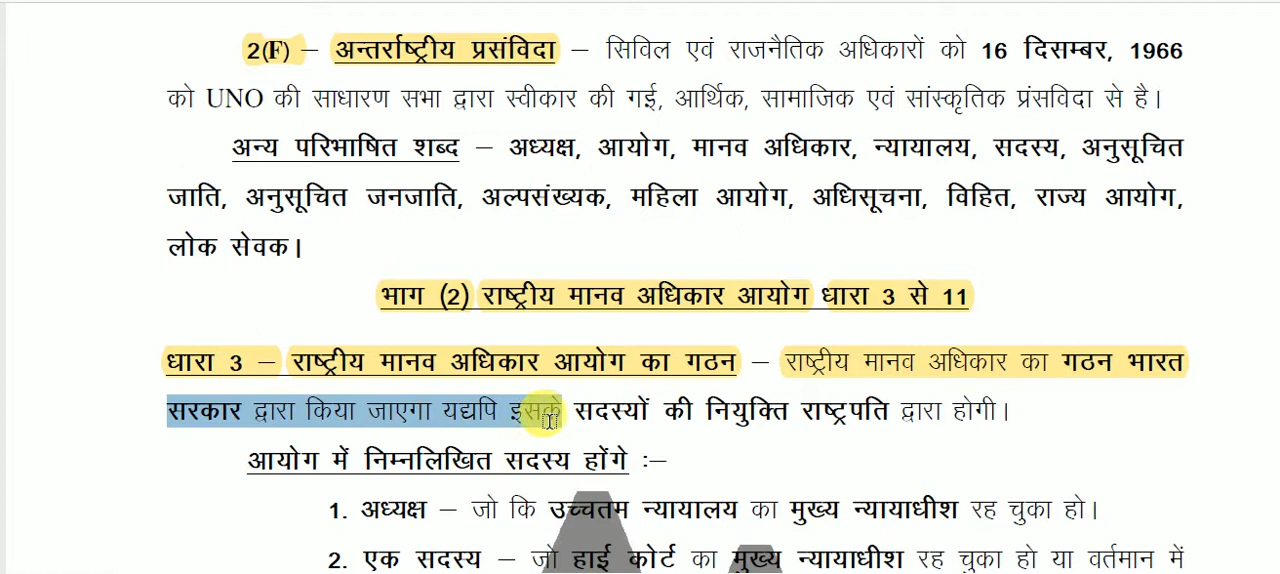 2(F) – अन्तर्राष्ट्रीय प्रसंविदा – सिविल एवं राजनैतिक अधिकारों को 16 दिसम्बर, 1966
को UNO की साधारण सभा द्वारा स्वीकार की गई, आर्थिक, सामाजिक एवं सांस्कृतिक प्रंसविदा से है।
अन्य परिभाषित शब्द – अध्यक्ष, आयोग, मानव अधिकार, न्यायालय, सदस्य, अनुसूचित
जाति, अनुसूचित जनजाति, अल्पसंख्यक, महिला आयोग, अधिसूचना, विहित, राज्य आयोग,
लोक सेवक।
भाग (2) राष्ट्रीय मानव अधिकार आयोग धारा 3 से 11
धारा 3 – राष्ट्रीय मानव अधिकार आयोग का गठन – राष्ट्रीय मानव अधिकार का गठन भारत
सरकार द्वारा किया जाएगा यद्यपि इसके सदस्यों की नियुक्ति राष्ट्रपति द्वारा होगी।
आयोग में निम्नलिखित सदस्य होंगे :–
1. अध्यक्ष – जो कि उच्चतम न्यायालय का मुख्य न्यायाधीश रह चुका हो।
2. एक सदस्य – जो हाई कोर्ट का मुख्य न्यायाधीश रह चुका हो या वर्तमान में